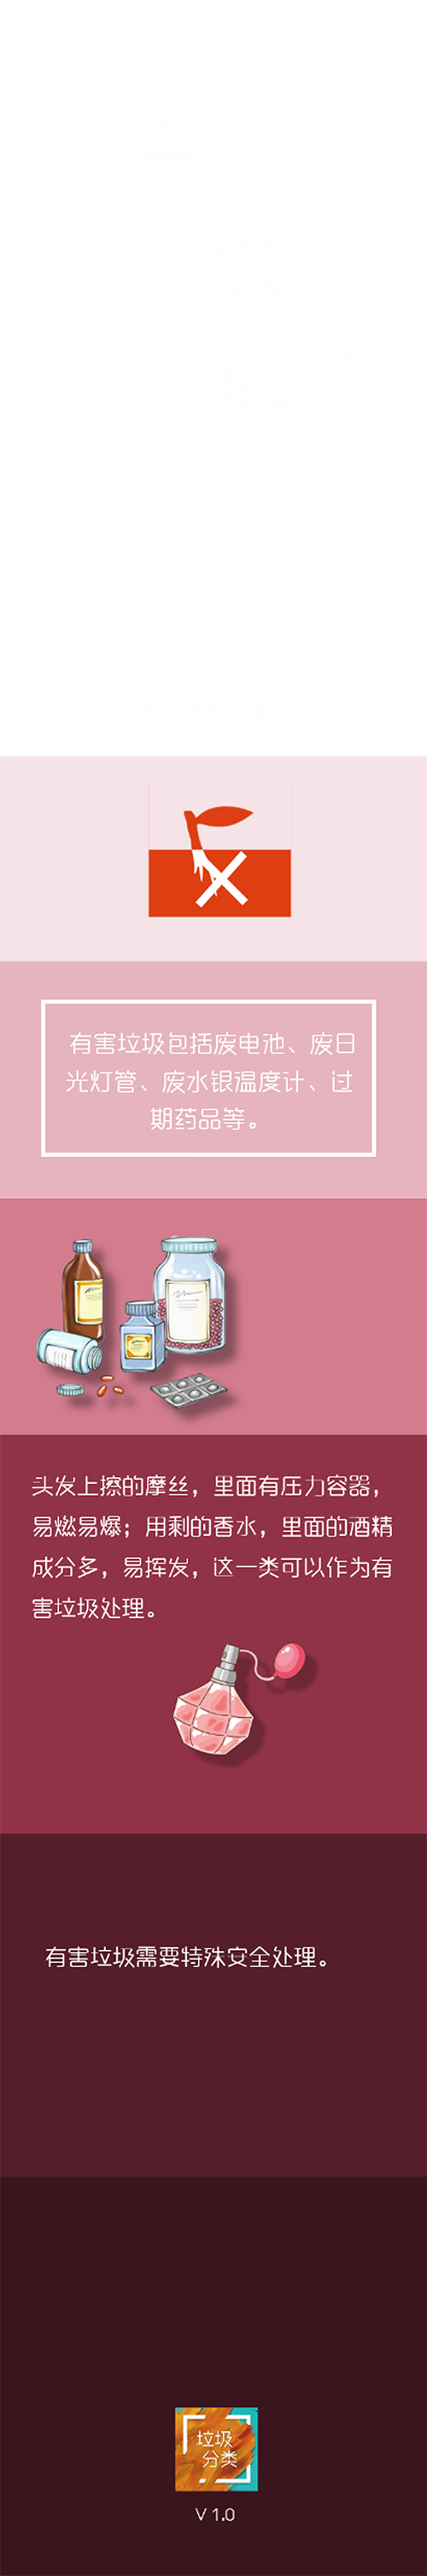 有害
垃圾
有害垃圾包括废电池、废日
光灯管、废水银温度计、过
期药品等。
头发上擦的摩丝，里面有压力容器，
易燃易爆；用剩的香水，里面的酒精
成分多，易挥发，这一类可以作为有
害垃圾处理。
有害垃圾需要特殊安全处理。
垃圾
分类
V 1.0